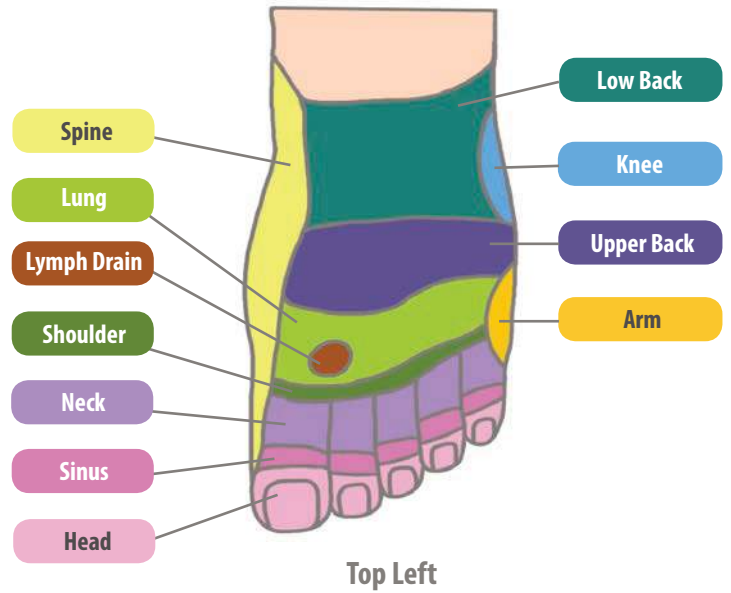 Spine
Lung
Lymph Drain
Shoulder
Neck
Sinus
Head
Low Back
Knee
Upper Back
Arm
Top Left